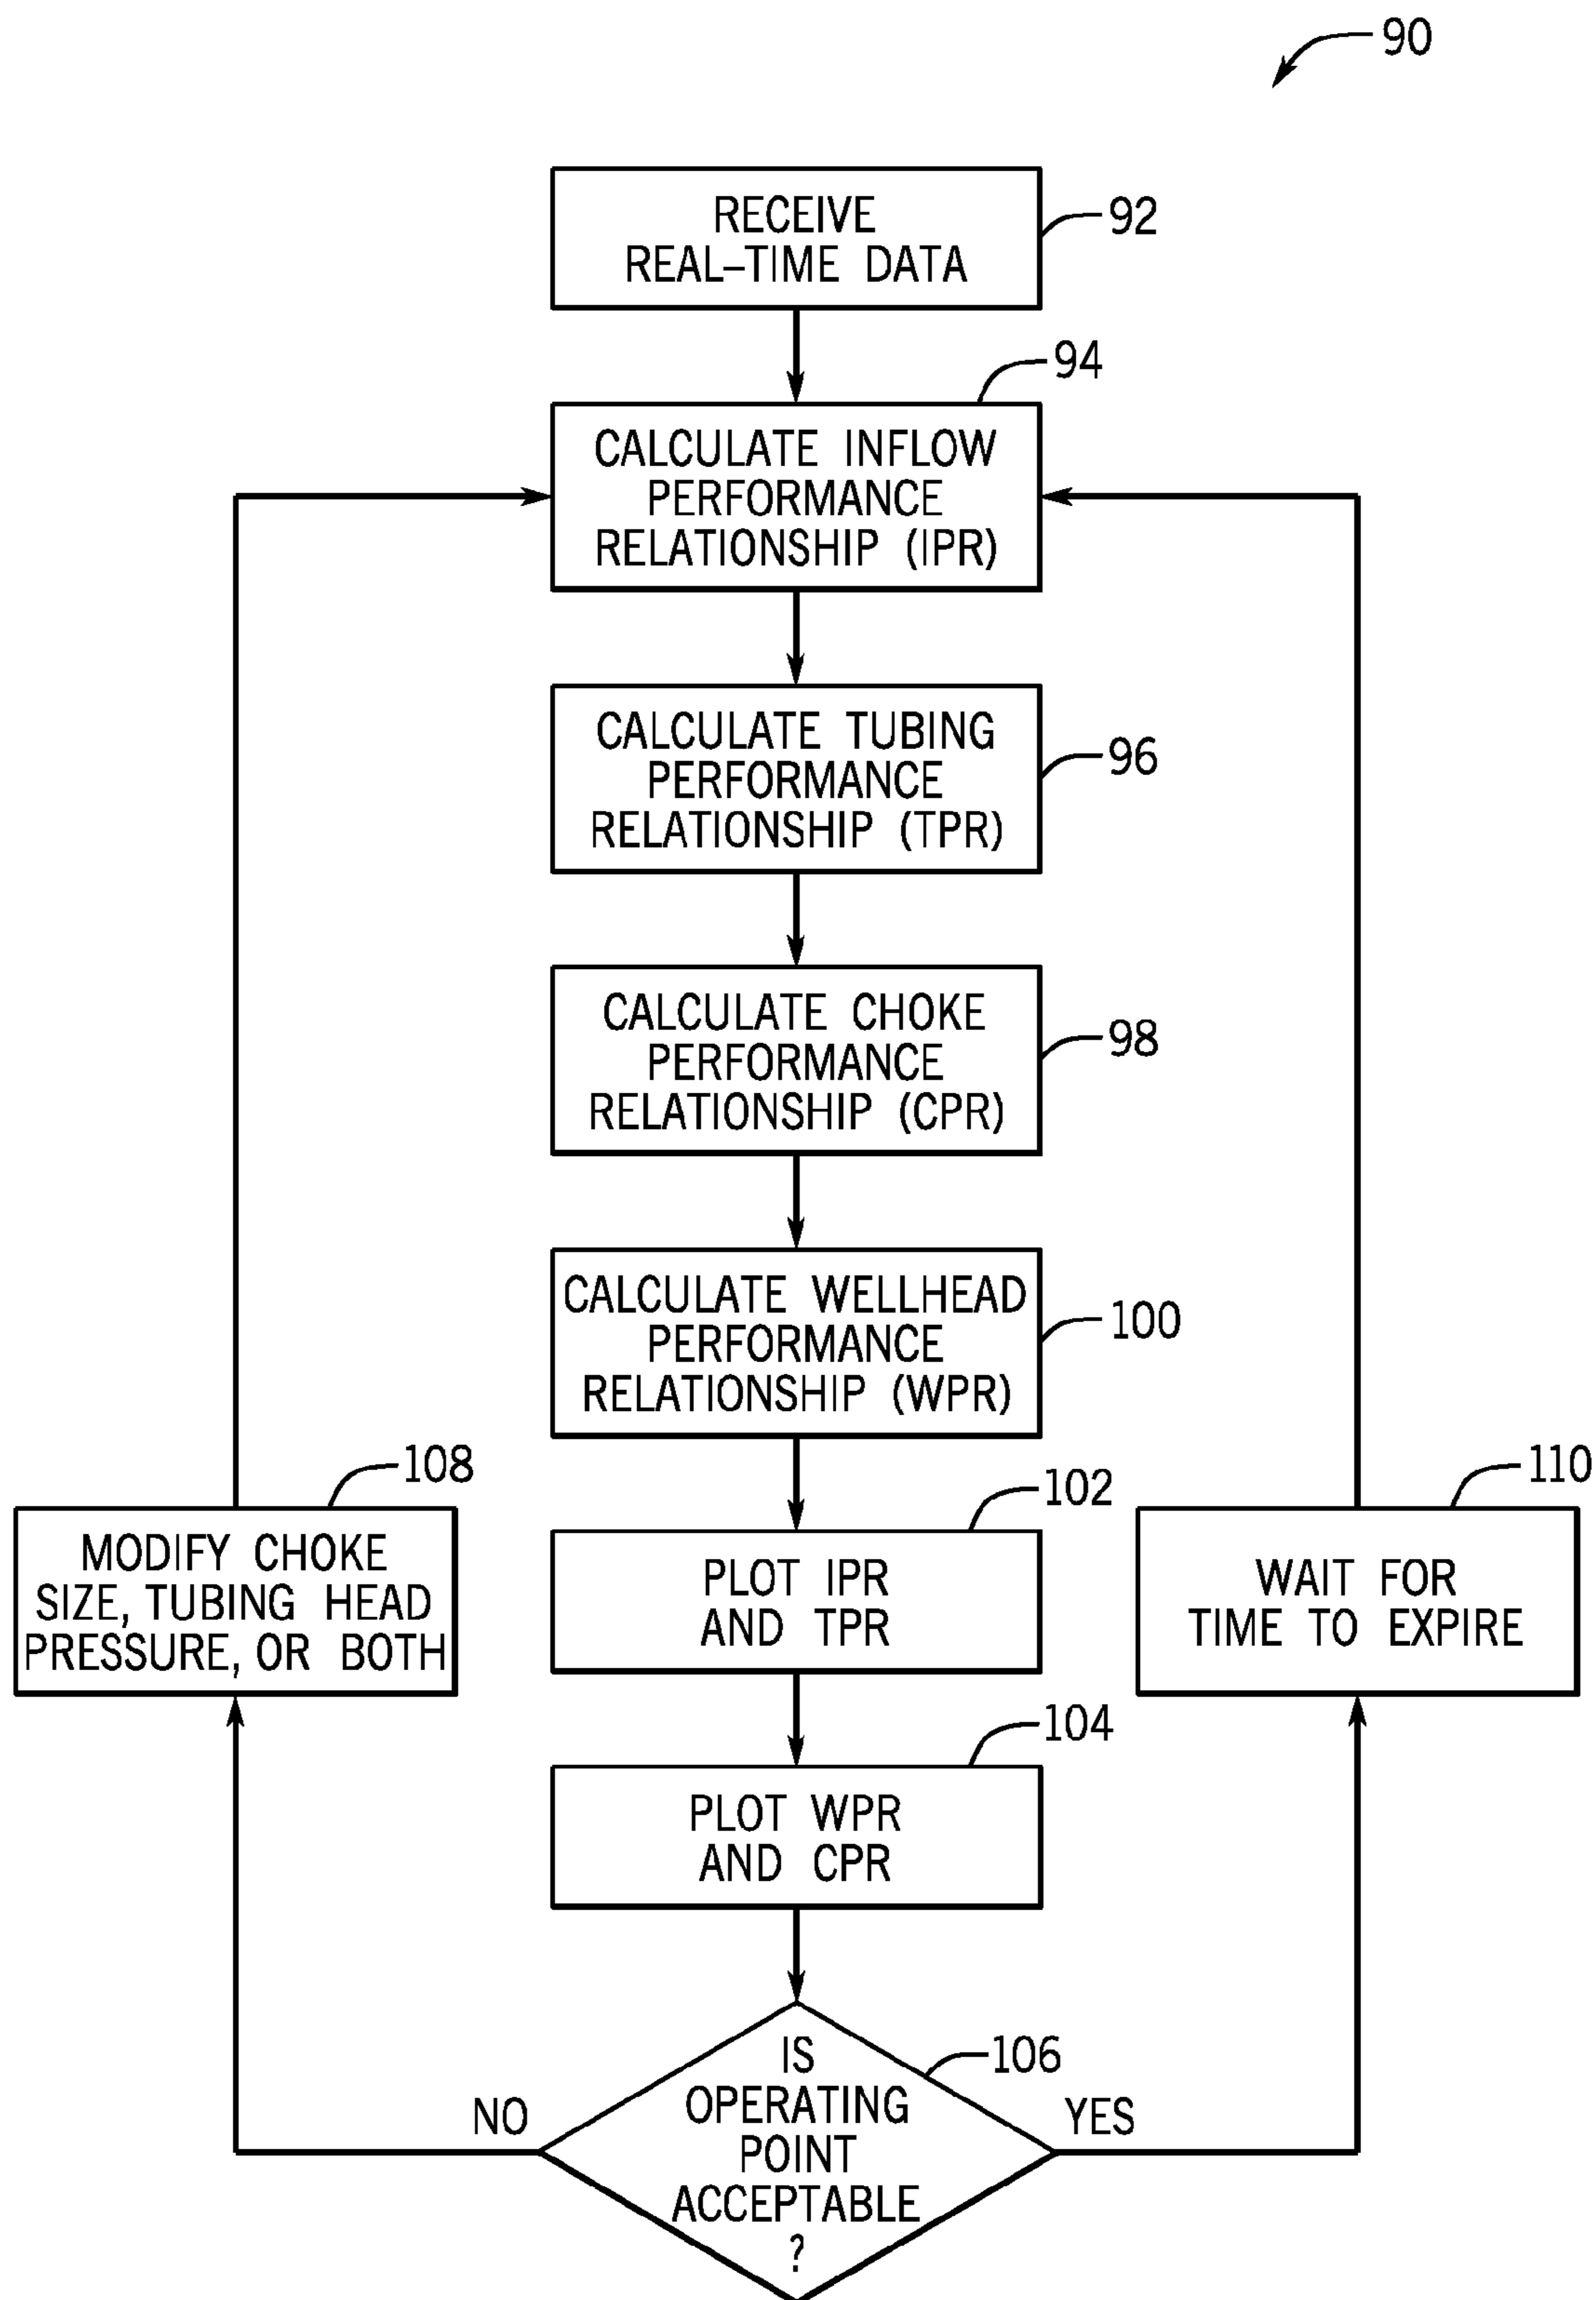 90
RECEIVE
REAL-TIME DATA
92
94
CALCULATE INFLOW
PERFORMANCE
RELATIONSHIP (IPR)
CALCULATE TUBING
PERFORMANCE
RELATIONSHIP (TPR)
96
CALCULATE CHOKE
PERFORMANCE
RELATIONSHIP (CPR)
98
CALCULATE WELLHEAD
PERFORMANCE
RELATIONSHIP (WPR)
100
108
MODIFY CHOKE
SIZE, TUBING HEAD
PRESSURE, OR BOTH
102
PLOT IPR
AND TPR
110
WAIT FOR
TIME TO EXPIRE
104
PLOT WPR
AND CPR
106
IS
OPERATING
POINT
ACCEPTABLE
?
NO
YES